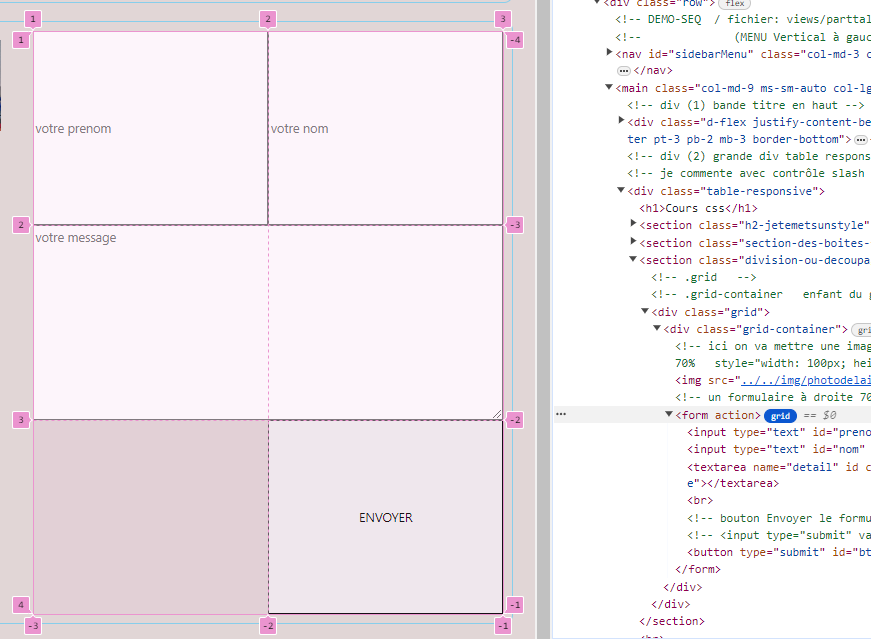 1 2 3
1 -4
votre prenom votre nom
2 -3
votre message
3 -2
ENVOYER
4 -1
-3 -2 -1
<div class="row"> flex
<!-- DEMO-SEQ / fichier: views/parttal
<!-- (MENU Vertical à gauc
<nav id="sidebarMenu" class="col-md-3 c
… </nav>
<main class="col-md-9 ms-sm-auto col-lg
<!-- div (1) bande titre en haut -->
<div class="d-flex justify-content-be
ter pt-3 pb-2 mb-3 border-bottom"> …
<!-- div (2) grande div table respons
<!-- je commente avec contrôle slash
<div class="table-responsive">
<h1>Cours css</h1>
<section class="h2-jetemetsunstyle"
<section class="section-des-boites-
<section class="division-ou-decoupa
<!-- .grid -->
<!-- .grid-container enfant du g
<div class="grid">
<div class="grid-container"> gri
<!-- ici on va mettre une imag
70% style="width: 100px; hei
<img src="../../img/photodelai
<!-- un formulaire à droite 70
… <form action> grid == $0
<input type="text" id="preno
<input type="text" id="nom"
<textarea name="detail" id c
e"></textarea>
<br>
<!-- bouton Envoyer le formu
<!-- <input type="submit" va
<button type="submit" id="bt
</form>
</div>
</div>
</section>